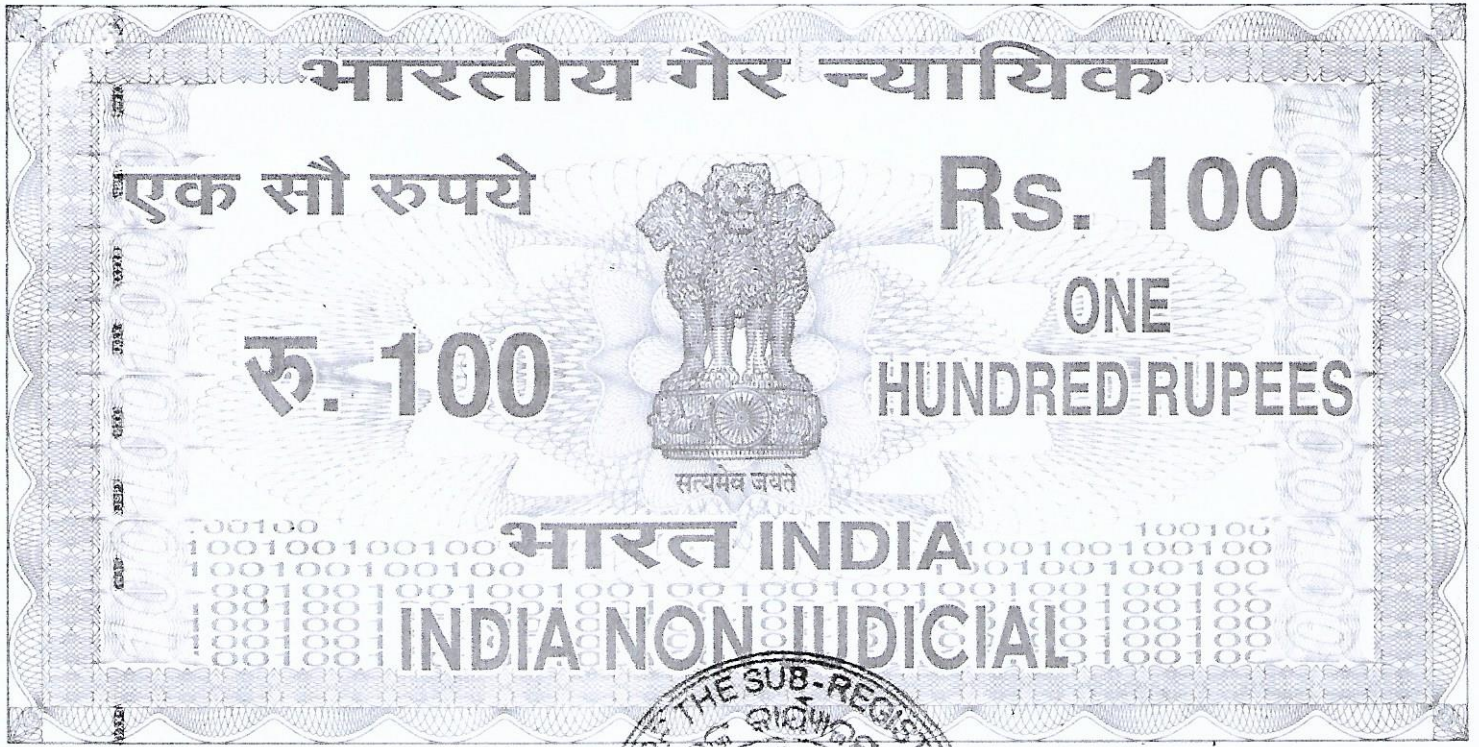 भारतीय गैर न्यायिक
एक सौ रुपये
Rs. 100
रु. 100
ONE
HUNDRED RUPEES
सत्यमेव जयते
भारत INDIA
INDIA NON JUDICIAL
THE SUB-REGIST